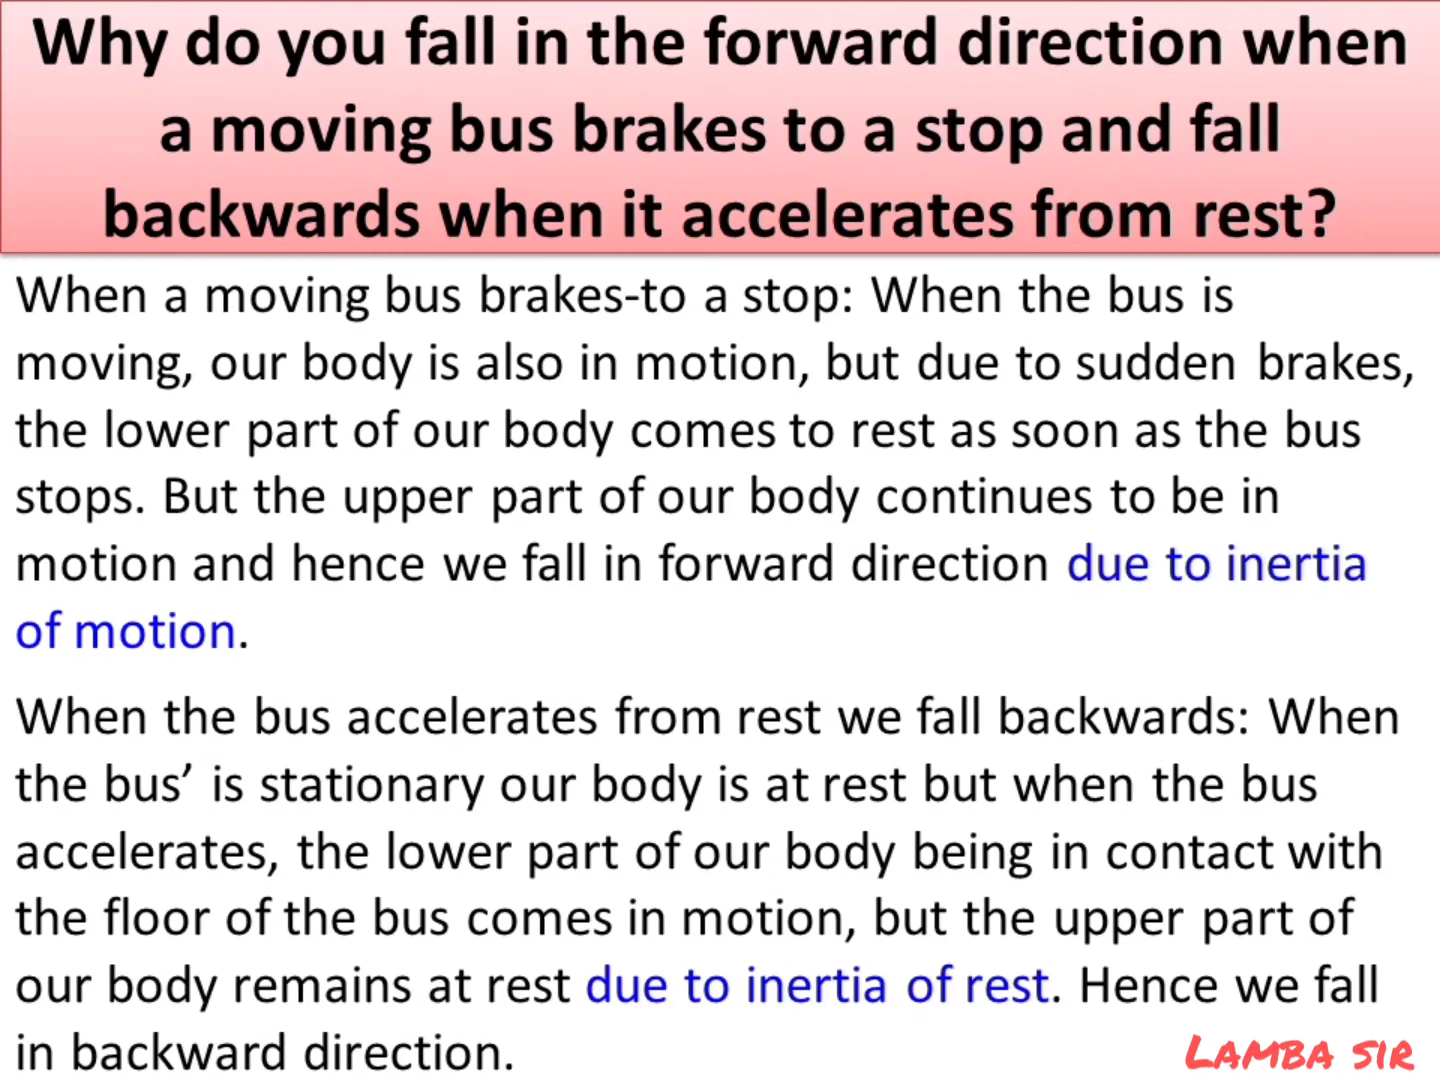 Why do you fall in the forward direction when
a moving bus brakes to a stop and fall
backwards when it accelerates from rest?
When a moving bus brakes-to a stop: When the bus is
moving, our body is also in motion, but due to sudden brakes,
the lower part of our body comes to rest as soon as the bus
stops. But the upper part of our body continues to be in
motion and hence we fall in forward direction due to inertia
of motion.
When the bus accelerates from rest we fall backwards: When
the bus’ is stationary our body is at rest but when the bus
accelerates, the lower part of our body being in contact with
the floor of the bus comes in motion, but the upper part of
our body remains at rest due to inertia of rest. Hence we fall
in backward direction.
LAMBA SIR